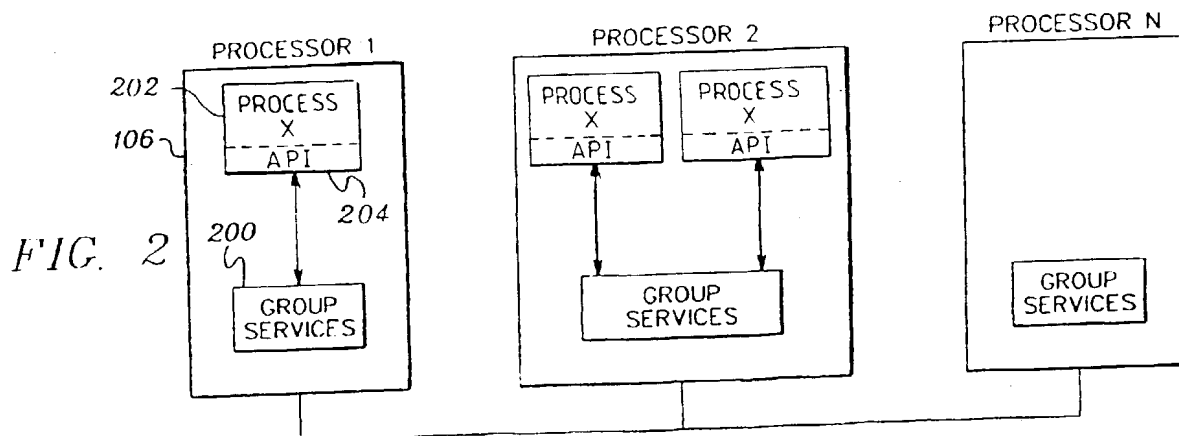 PROCESSOR 1
PROCESSOR 2
PROCESSOR N
202
106
PROCESS
X
API
204
200
GROUP
SERVICES
PROCESS
X
API
PROCESS
X
API
GROUP
SERVICES
GROUP
SERVICES
FIG. 2